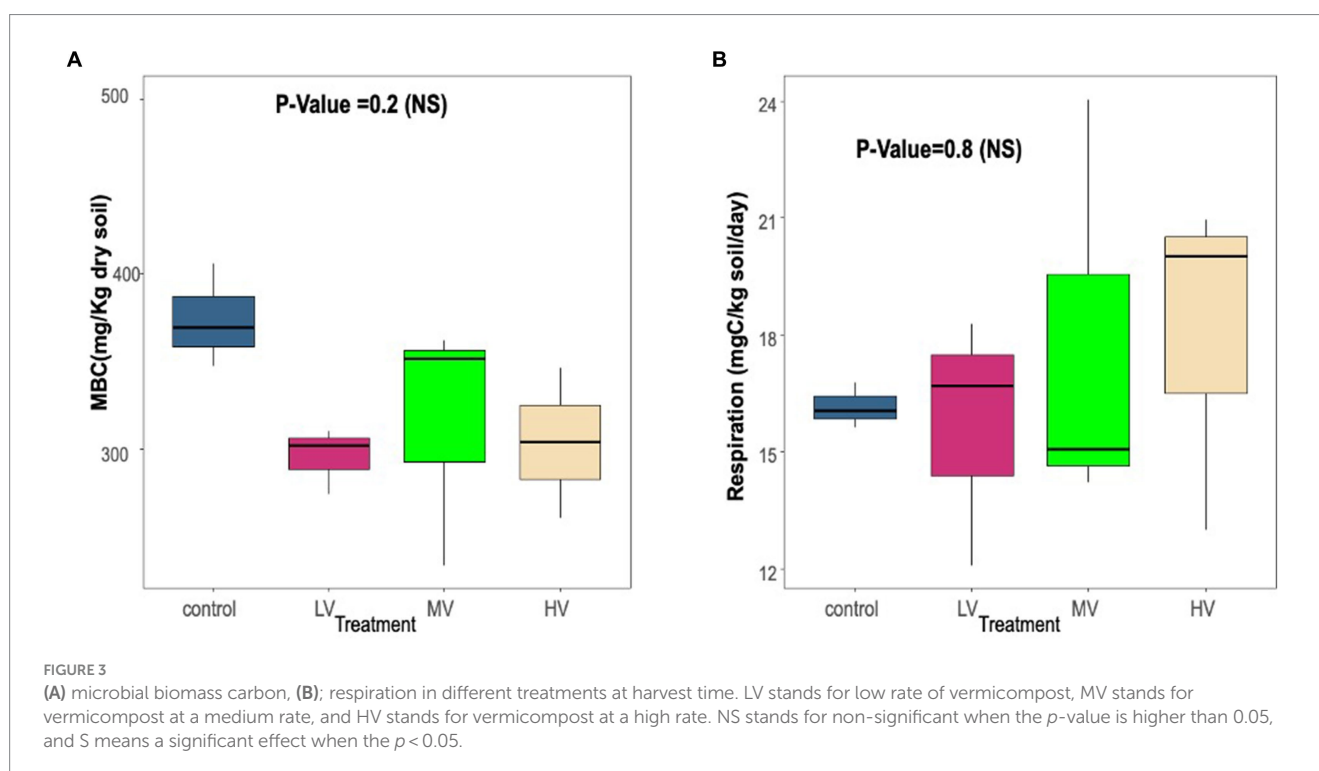 A
P-Value =0.2 (NS)
MBC(mg/Kg dry soil)
500
400
300
control LV MV HV
Treatment
B
P-Value=0.8 (NS)
Respiration (mgC/kg soil/day)
24
21
18
15
12
control LV MV HV
Treatment
FIGURE 3
(A) microbial biomass carbon, (B); respiration in different treatments at harvest time. LV stands for low rate of vermicompost, MV stands for
vermicompost at a medium rate, and HV stands for vermicompost at a high rate. NS stands for non-significant when the p-value is higher than 0.05,
and S means a significant effect when the p < 0.05.